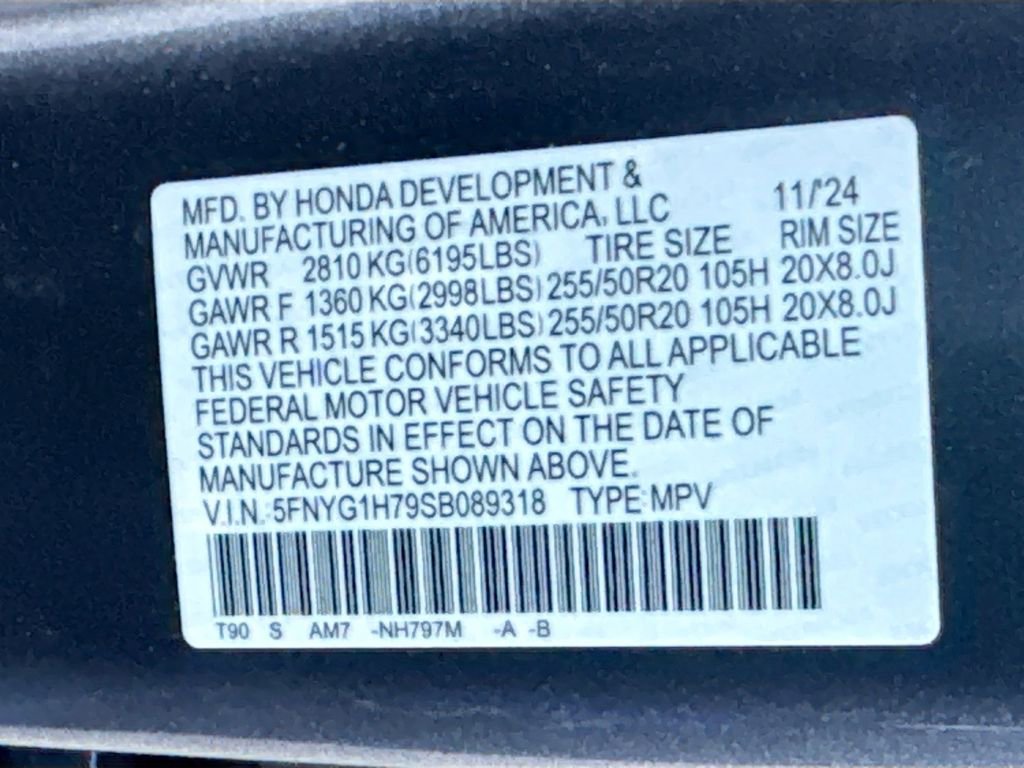 MFD. BY HONDA DEVELOPMENT &
MANUFACTURING OF AMERICA, LLC 11/'24
GVWR 2810 KG(6195LBS) TIRE SIZE RIM SIZE
GAWR F 1360 KG(2998LBS) 255/50R20 105H 20X8.0J
GAWR R 1515 KG(3340LBS) 255/50R20 105H 20X8.0J
THIS VEHICLE CONFORMS TO ALL APPLICABLE
FEDERAL MOTOR VEHICLE SAFETY
STANDARDS IN EFFECT ON THE DATE OF
MANUFACTURE SHOWN ABOVE.
V.I.N.: 5FNYG1H79SB089318 TYPE: MPV
T90 S AM7 -NH797M -A -B